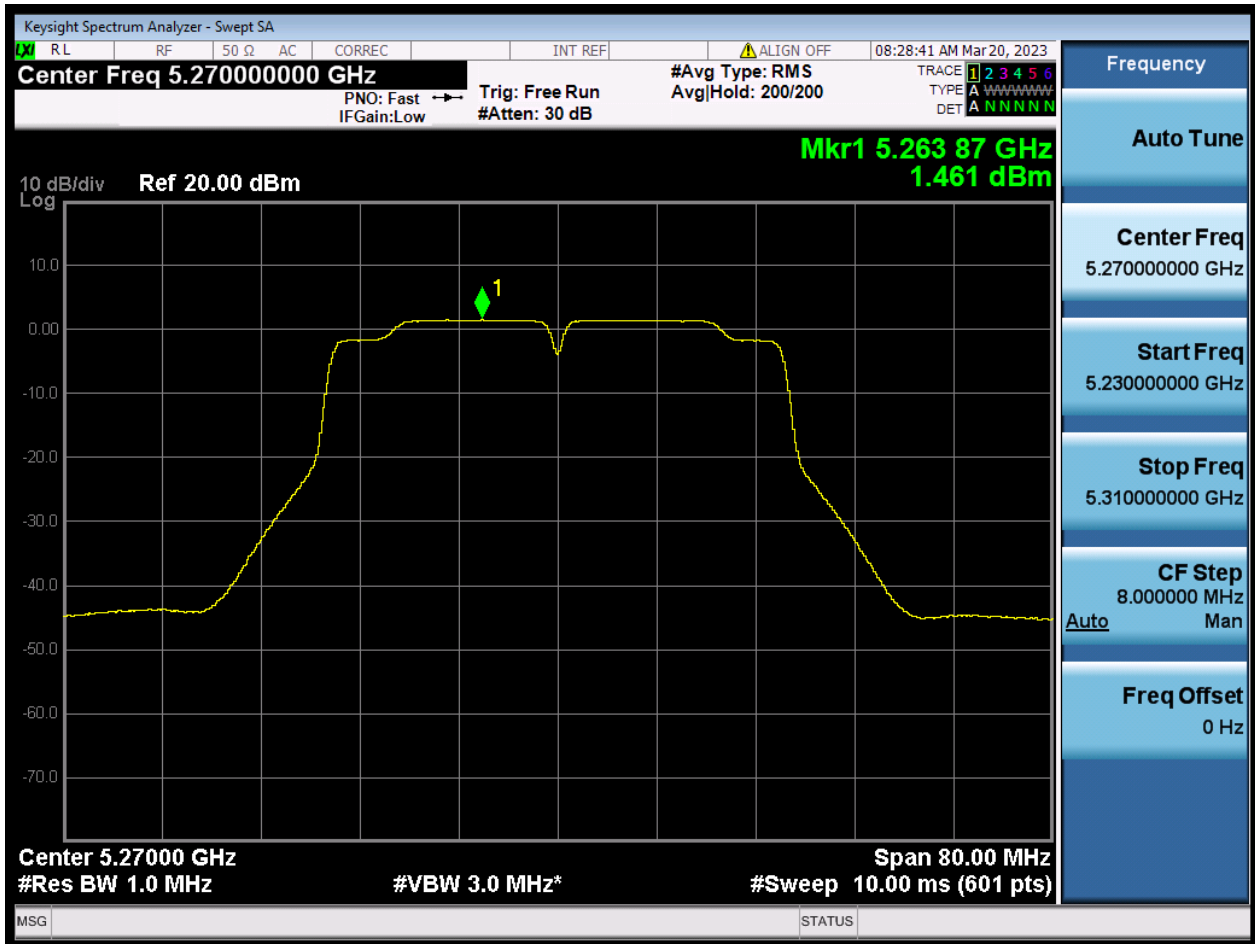 Keysight Spectrum Analyzer - Swept SA
LXI RL RF 50 Ω AC CORREC INT REF ALIGN OFF 08:28:41 AM Mar 20, 2023
Center Freq 5.270000000 GHz
PNO: Fast
IFGain:Low
Trig: Free Run
#Atten: 30 dB
#Avg Type: RMS
Avg|Hold: 200/200
TRACE 1 2 3 4 5 6
TYPE A WWWWW
DET A N N N N N
Mkr1 5.263 87 GHz
1.461 dBm
10 dB/div Ref 20.00 dBm
Log
1
10.0
0.00
-10.0
-20.0
-30.0
-40.0
-50.0
-60.0
-70.0
Center 5.27000 GHz Span 80.00 MHz
#Res BW 1.0 MHz #VBW 3.0 MHz* #Sweep 10.00 ms (601 pts)
MSG STATUS
Frequency
Auto Tune
Center Freq
5.270000000 GHz
Start Freq
5.230000000 GHz
Stop Freq
5.310000000 GHz
CF Step
8.000000 MHz
Auto Man
Freq Offset
0 Hz